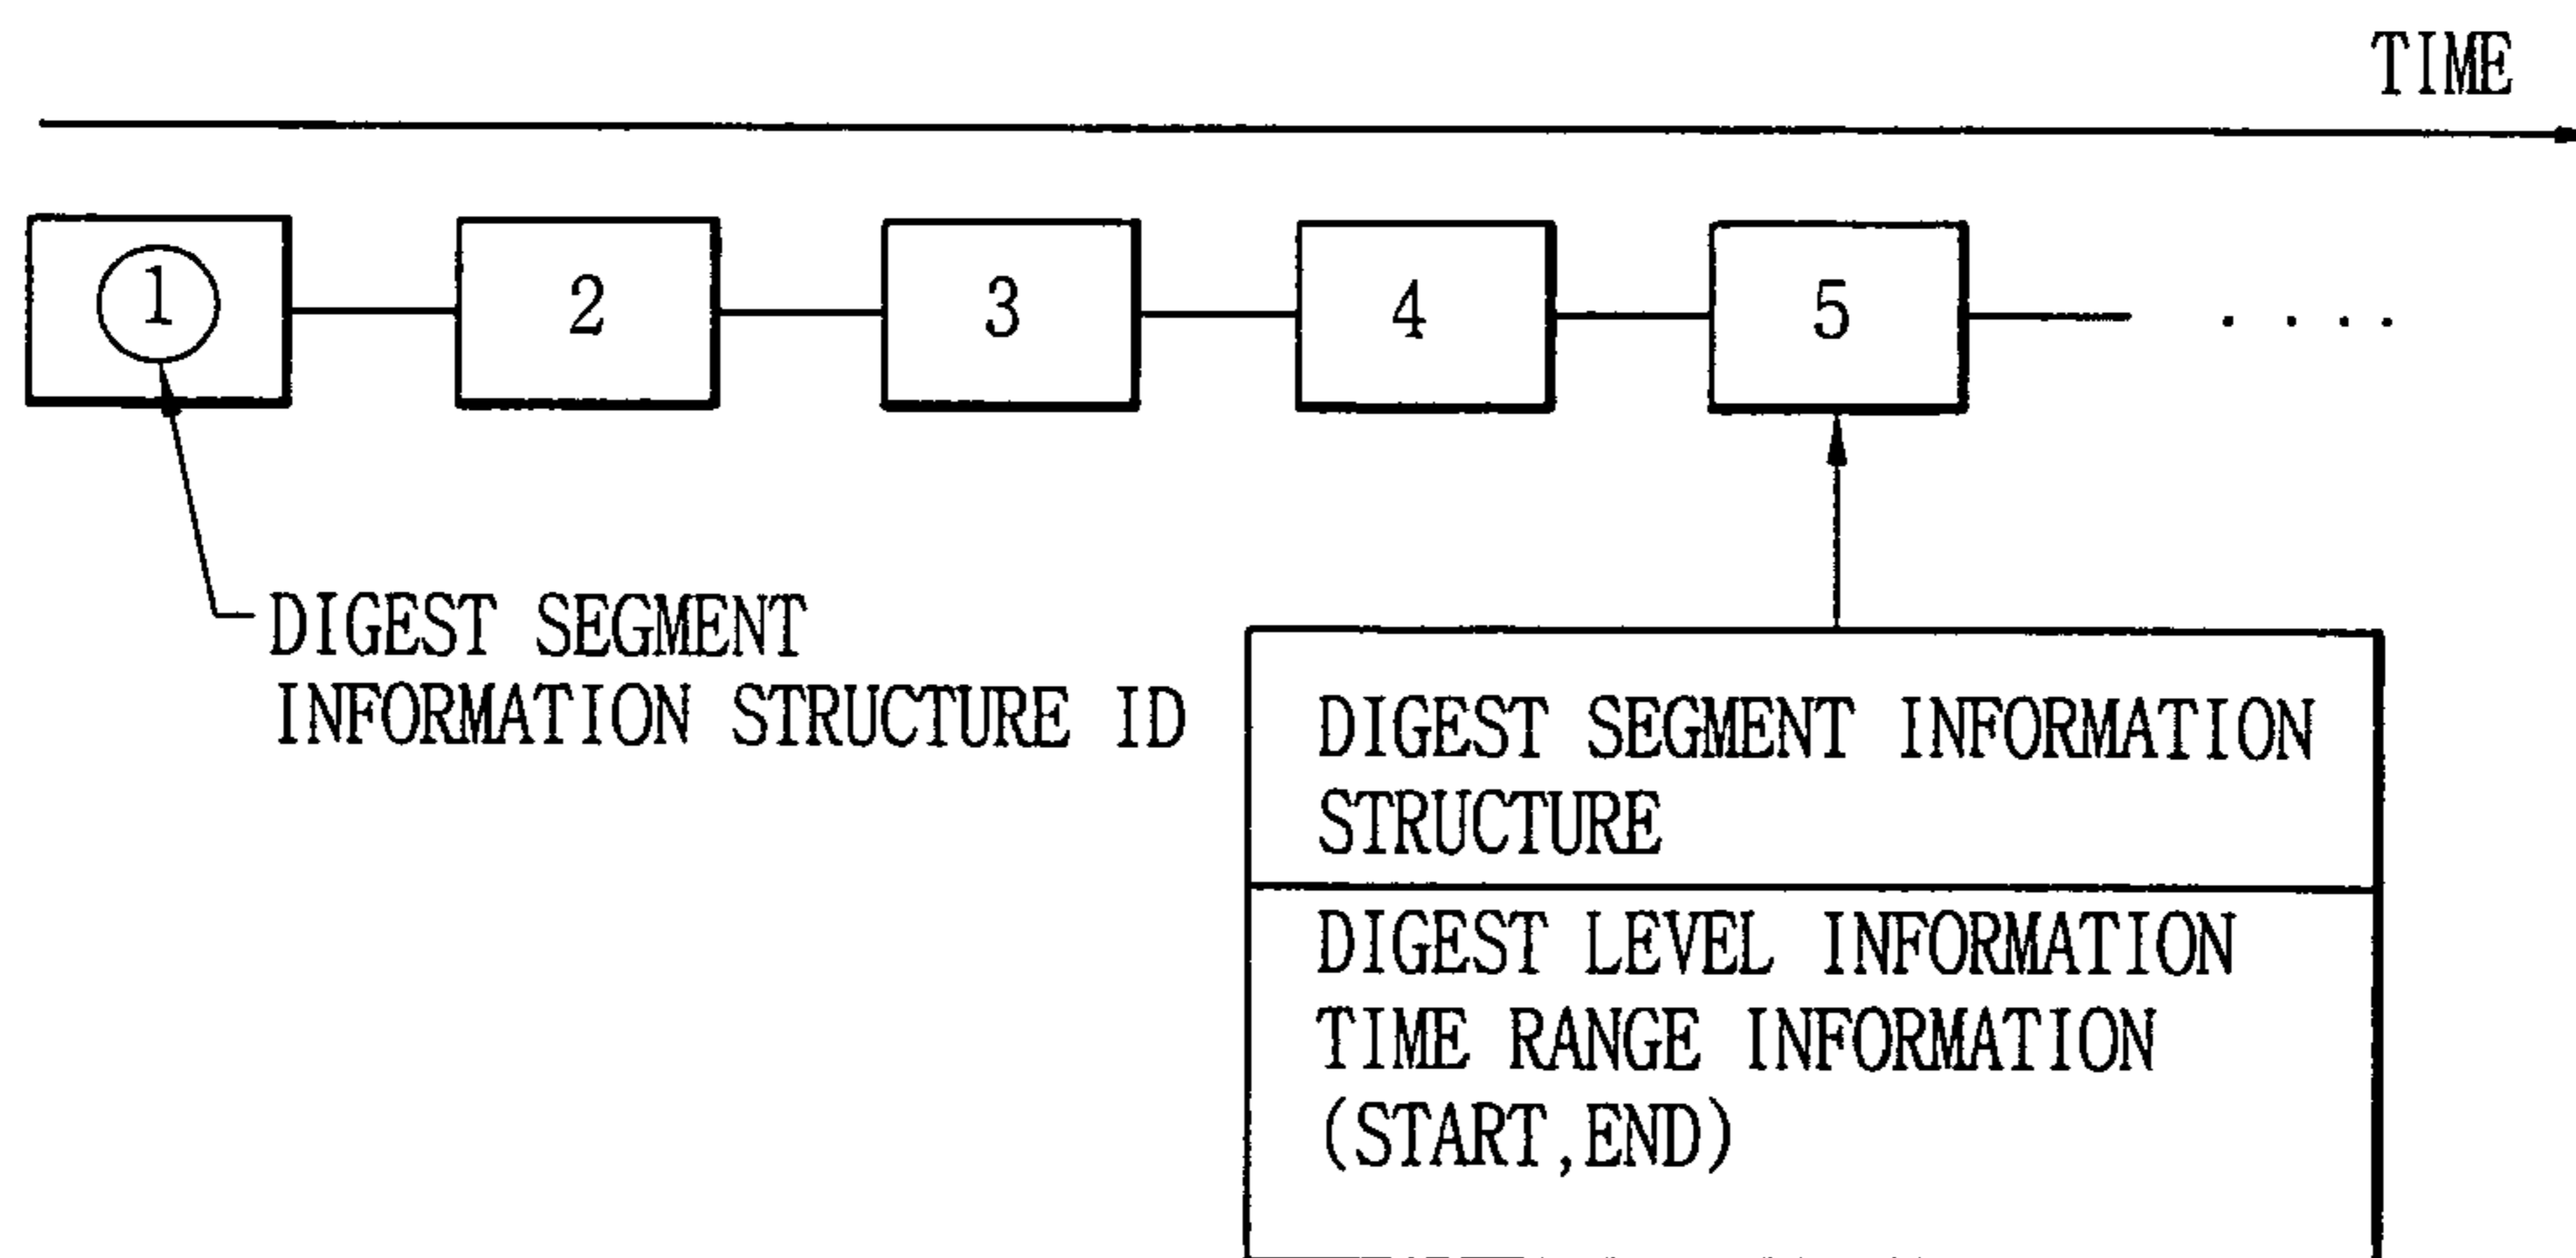 TIME
1 2 3 4 5 ....
DIGEST SEGMENT
INFORMATION STRUCTURE ID
DIGEST SEGMENT INFORMATION
STRUCTURE
DIGEST LEVEL INFORMATION
TIME RANGE INFORMATION
(START,END)